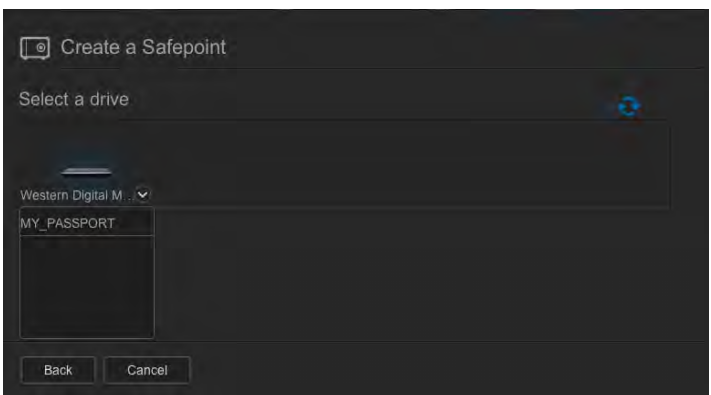 Create a Safepoint
Select a drive
Western Digital M...
MY_PASSPORT
Back Cancel